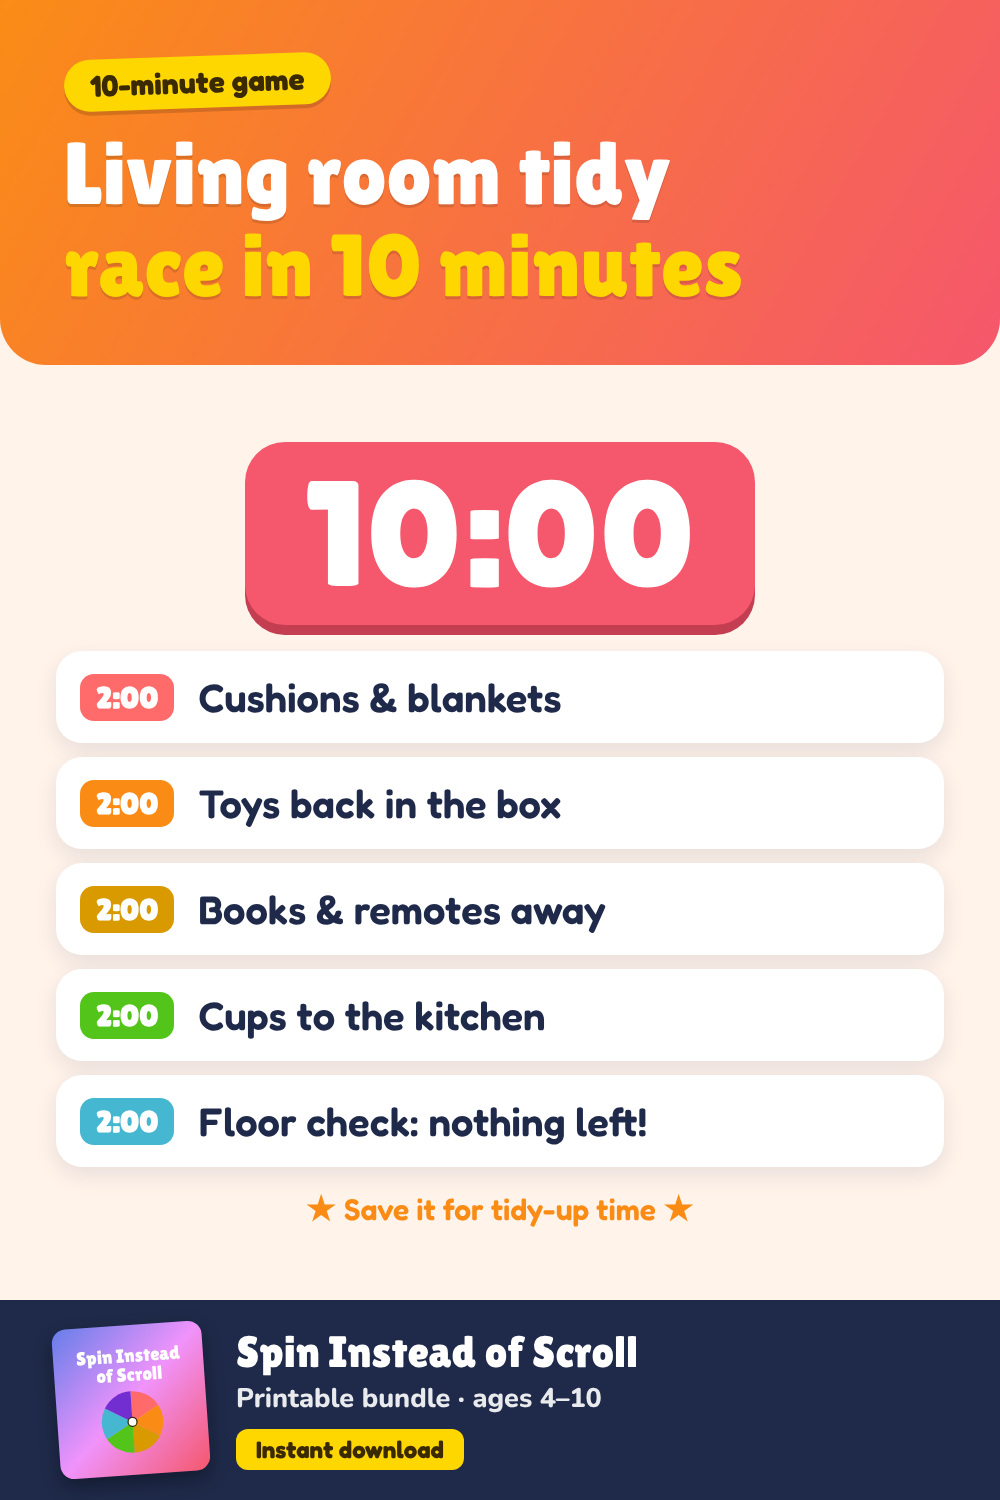 10-minute game
Living room tidy
race in 10 minutes
10:00
2:00 Cushions & blankets
2:00 Toys back in the box
2:00 Books & remotes away
2:00 Cups to the kitchen
2:00 Floor check: nothing left!
★ Save it for tidy-up time ★
Spin Instead
of Scroll
Spin Instead of Scroll
Printable bundle · ages 4–10
Instant download